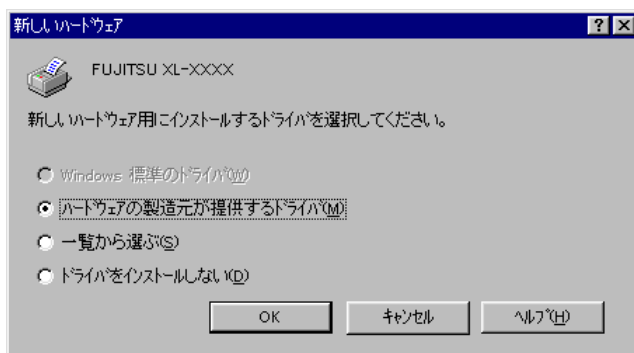 新しいﾊｰﾄﾞｳｪｱ
FUJITSU XL-XXXX
新しいﾊｰﾄﾞｳｪｱ用にｲﾝｽﾄｰﾙするﾄﾞﾗｲﾊﾞを選択してください。
Windows 標準のﾄﾞﾗｲﾊﾞ(W)
ﾊｰﾄﾞｳｪｱの製造元が提供するﾄﾞﾗｲﾊﾞ(M)
一覧から選ぶ(S)
ﾄﾞﾗｲﾊﾞをｲﾝｽﾄｰﾙしない(D)
OK ｷｬﾝｾﾙ ﾍﾙﾌﾟ(H)